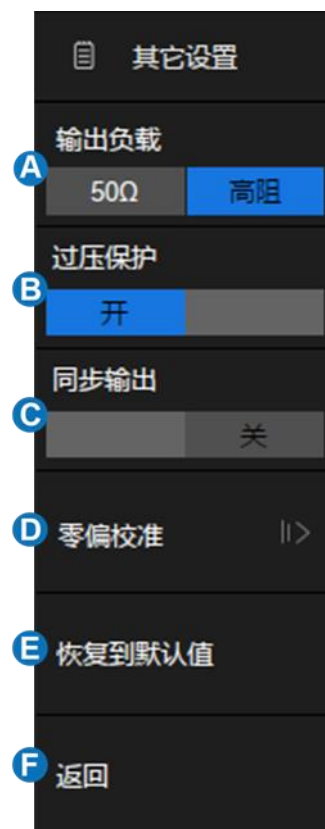 其它设置
输出负载
A
50Ω 高阻
过压保护
B
开
同步输出
C
关
D 零偏校准
E 恢复到默认值
F 返回